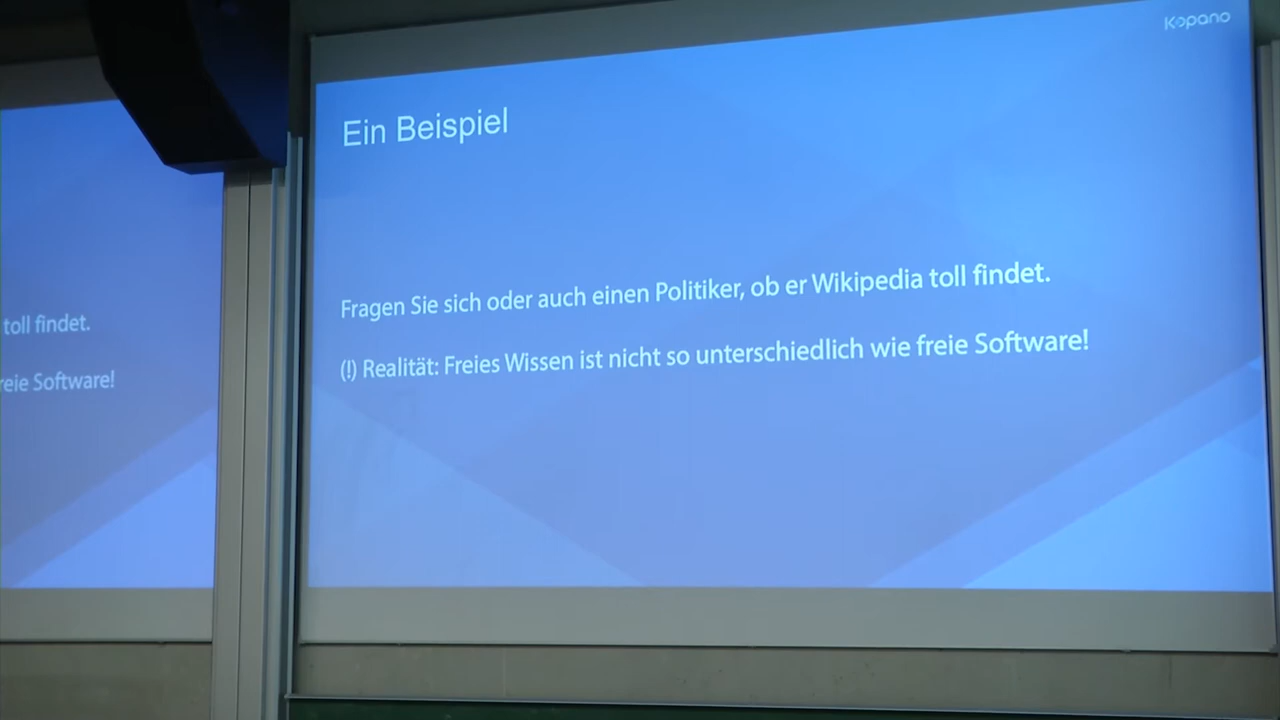 Kopano
Ein Beispiel
Fragen Sie sich oder auch einen Politiker, ob er Wikipedia toll findet.
(!) Realität: Freies Wissen ist nicht so unterschiedlich wie freie Software!
toll findet.
reie Software!